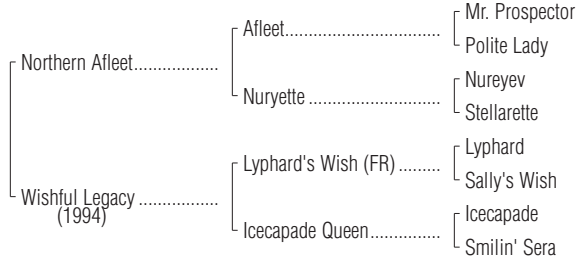 Mr. Prospector
Afleet
Polite Lady
Northern Afleet
Nureyev
Nuryette
Stellarette
Lyphard
Lyphard's Wish (FR)
Sally's Wish
Wishful Legacy
(1994)
Icecapade
Icecapade Queen
Smilin' Sera